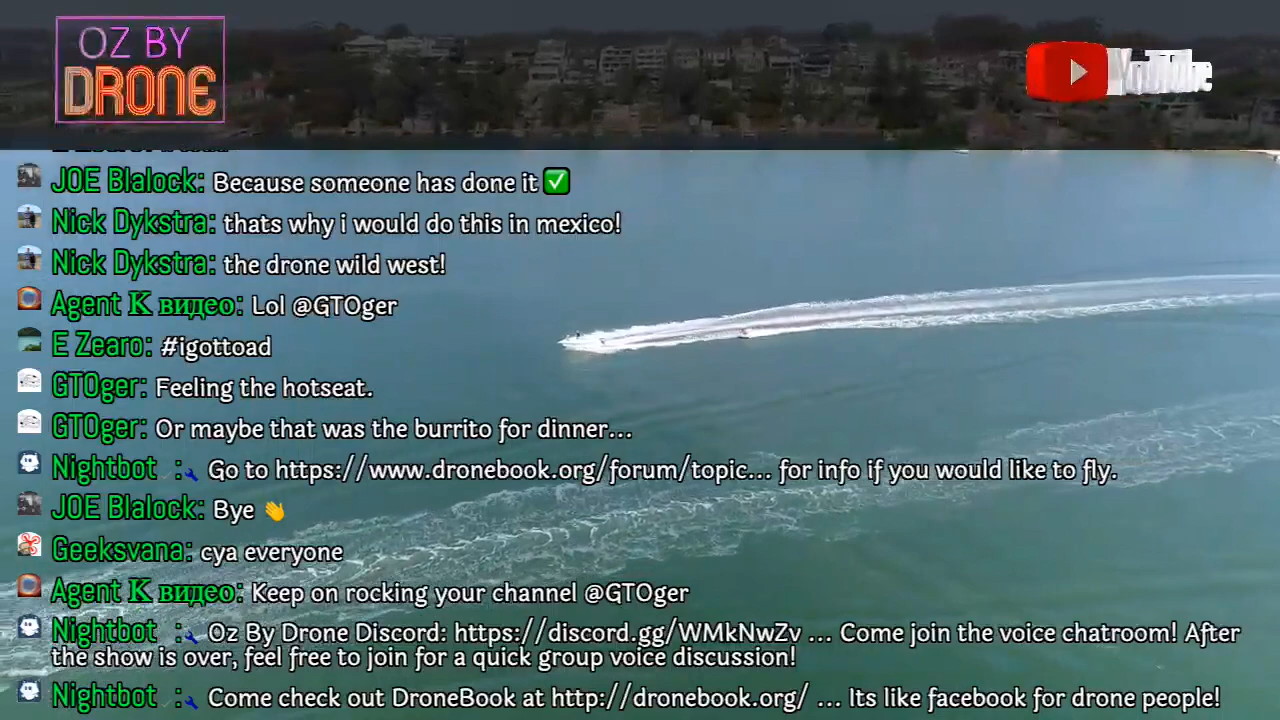 OZ BY
DRONE
YouTube
JOE Blalock: Because someone has done it ✅
Nick Dykstra: thats why i would do this in mexico!
Nick Dykstra: the drone wild west!
Agent К видео: Lol @GTOger
E Zearo: #igottoad
GTOger: Feeling the hotseat.
GTOger: Or maybe that was the burrito for dinner...
Nightbot : Go to https://www.dronebook.org/forum/topic... for info if you would like to fly.
JOE Blalock: Bye 👋
Geeksvana: cya everyone
Agent К видео: Keep on rocking your channel @GTOger
Nightbot : Oz By Drone Discord: https://discord.gg/WMkNwZv ... Come join the voice chatroom! After
the show is over, feel free to join for a quick group voice discussion!
Nightbot : Come check out DroneBook at http://dronebook.org/ ... Its like facebook for drone people!